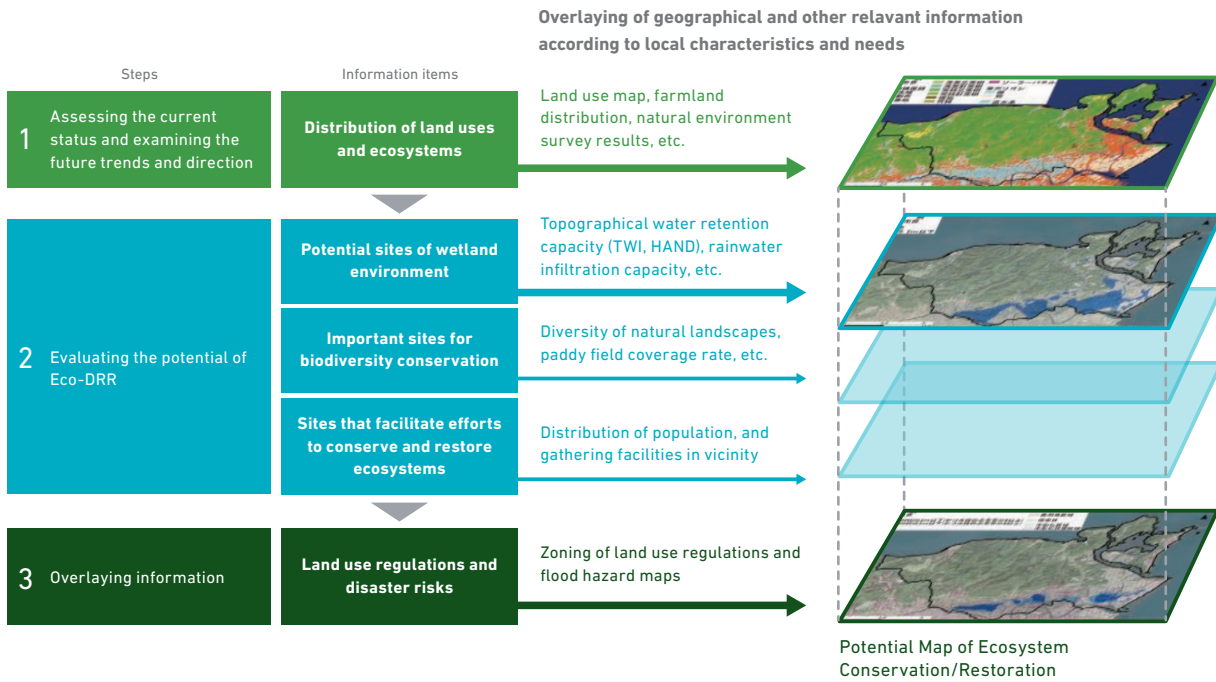 Overlaying of geographical and other relavant information
according to local characteristics and needs
Steps
Information items
1
Assessing the current
status and examining the
future trends and direction
Distribution of land uses
and ecosystems
Land use map, farmland
distribution, natural environment
survey results, etc.
2
Evaluating the potential of
Eco-DRR
Potential sites of wetland
environment
Topographical water retention
capacity (TWI, HAND), rainwater
infiltration capacity, etc.
Important sites for
biodiversity conservation
Diversity of natural landscapes,
paddy field coverage rate, etc.
Sites that facilitate efforts
to conserve and restore
ecosystems
Distribution of population, and
gathering facilities in vicinity
3
Overlaying information
Land use regulations and
disaster risks
Zoning of land use regulations and
flood hazard maps
Potential Map of Ecosystem
Conservation/Restoration